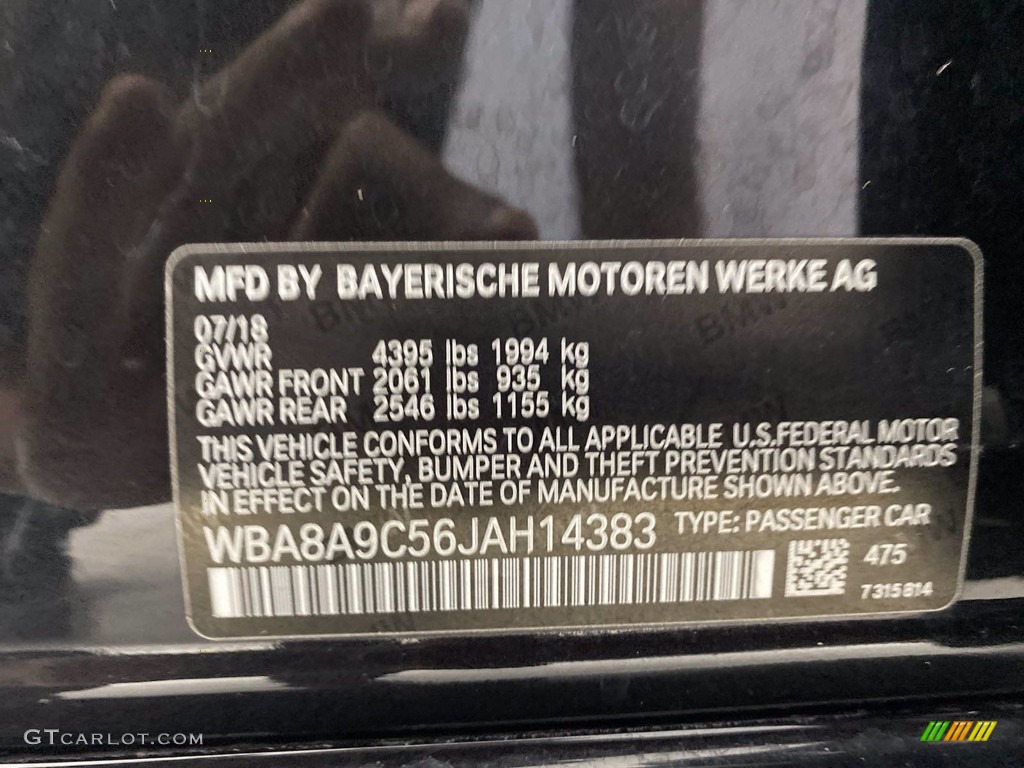 MFD BY BAYERISCHE MOTOREN WERKE AG
07/18
GVWR 4395 lbs 1994 kg
GAWR FRONT 2061 lbs 935 kg
GAWR REAR 2546 lbs 1155 kg
THIS VEHICLE CONFORMS TO ALL APPLICABLE U.S.FEDERAL MOTOR
VEHICLE SAFETY, BUMPER AND THEFT PREVENTION STANDARDS
IN EFFECT ON THE DATE OF MANUFACTURE SHOWN ABOVE.
WBA8A9C56JAH14383 TYPE: PASSENGER CAR
475
7315814
GTCARLOT.COM